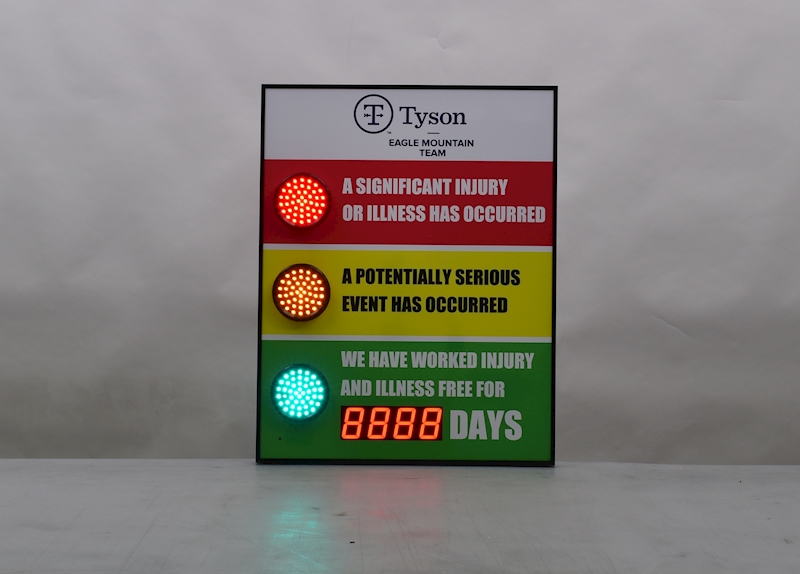 T
Tyson
EAGLE MOUNTAIN
TEAM
A SIGNIFICANT INJURY
OR ILLNESS HAS OCCURRED
A POTENTIALLY SERIOUS
EVENT HAS OCCURRED
WE HAVE WORKED INJURY
AND ILLNESS FREE FOR
8888 DAYS